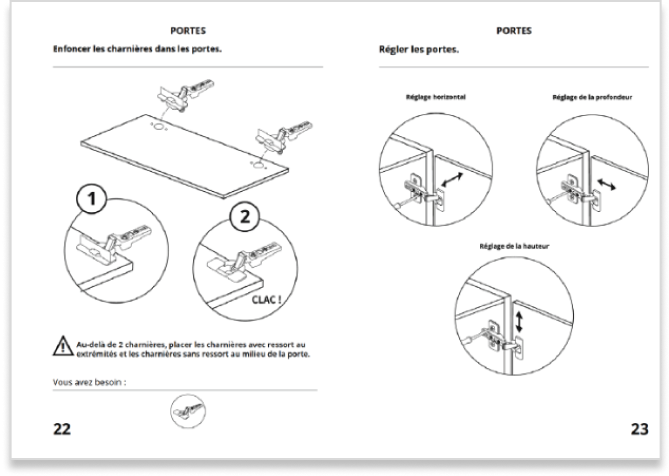 PORTES
Enfoncer les charnières dans les portes.
1
2
CLAC !
Au-delà de 2 charnières, placer les charnières avec ressort au
extrémités et les charnières sans ressort au milieu de la porte.
Vous avez besoin :
22
PORTES
Régler les portes.
Réglage horizontal
Réglage de la profondeur
Réglage de la hauteur
23